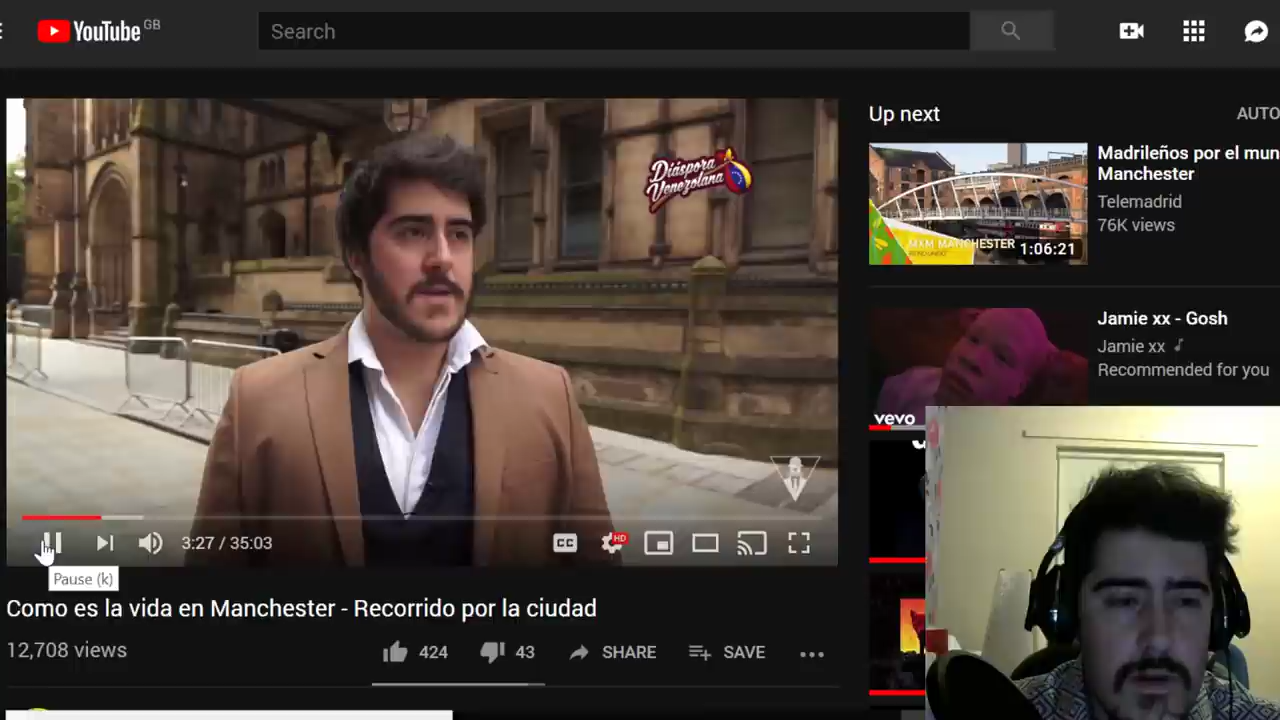 YouTube GB
Search
Diáspora
Venezolana
3:27 / 35:03
CC
HD
Pause (k)
Como es la vida en Manchester - Recorrido por la ciudad
12,708 views
424
43
SHARE
SAVE
Up next
AUTO
MXM MANCHESTER
1:06:21
Madrileños por el mun
Manchester
Telemadrid
76K views
vevo
Jamie xx - Gosh
Jamie xx
Recommended for you